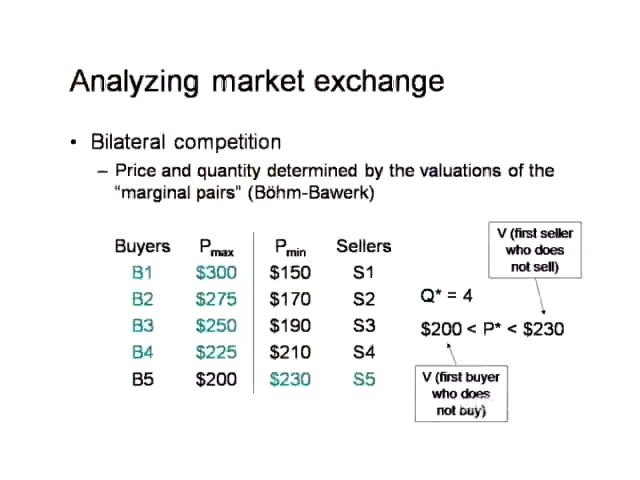 Analyzing market exchange
• Bilateral competition
– Price and quantity determined by the valuations of the
“marginal pairs” (Böhm-Bawerk)
Buyers Pmax Pmin Sellers
B1 $300 $150 S1
B2 $275 $170 S2
B3 $250 $190 S3
B4 $225 $210 S4
B5 $200 $230 S5
V (first seller
who does
not sell)
Q* = 4
$200 < P* < $230
V (first buyer
who does
not buy)